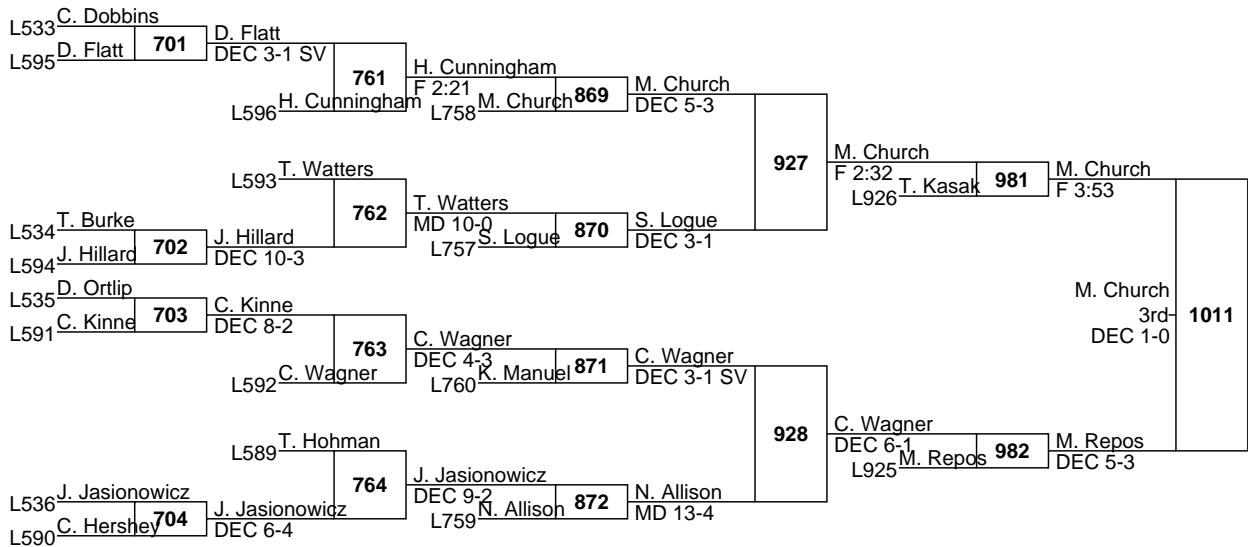 L533 C. Dobbins
701
D. Flatt
DEC 3-1 SV
L595 D. Flatt
761
H. Cunningham
F 2:21
L596 H. Cunningham
L758 M. Church
869
M. Church
DEC 5-3
L593 T. Watters
762
T. Watters
MD 10-0
L534 T. Burke
702
J. Hillard
DEC 10-3
L594 J. Hillard
L757 S. Logue
870
S. Logue
DEC 3-1
927
M. Church
F 2:32
L926 T. Kasak
981
M. Church
F 3:53
L535 D. Ortlip
703
C. Kinne
DEC 8-2
L591 C. Kinne
763
C. Wagner
DEC 4-3
L592 C. Wagner
L760 K. Manuel
871
C. Wagner
DEC 3-1 SV
L589 T. Hohman
764
J. Jasionowicz
DEC 9-2
L536 J. Jasionowicz
704
J. Jasionowicz
DEC 6-4
L590 C. Hershey
L759 N. Allison
872
N. Allison
MD 13-4
928
C. Wagner
DEC 6-1
L925 M. Repos
982
M. Repos
DEC 5-3
M. Church
3rd
DEC 1-0
1011